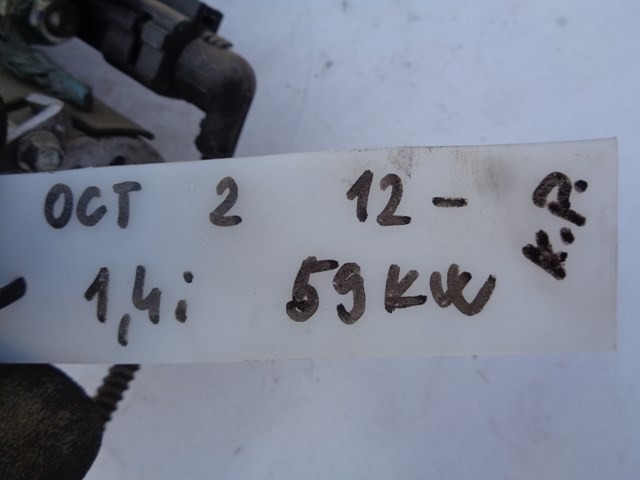 OCT 2 12-
1,4i 59kW
K.P.